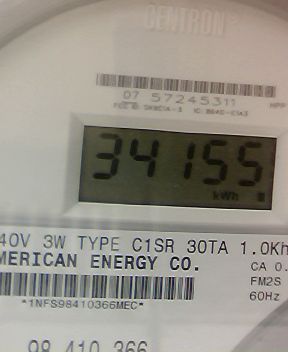 CENTRON®
07 57245311
34155
kWh
40V 3W TYPE C1SR 30TA 1.0Kh
MERICAN ENERGY CO.
CA 0.
FM2S
60Hz
*1NFS98410366MEC*
98 410 366